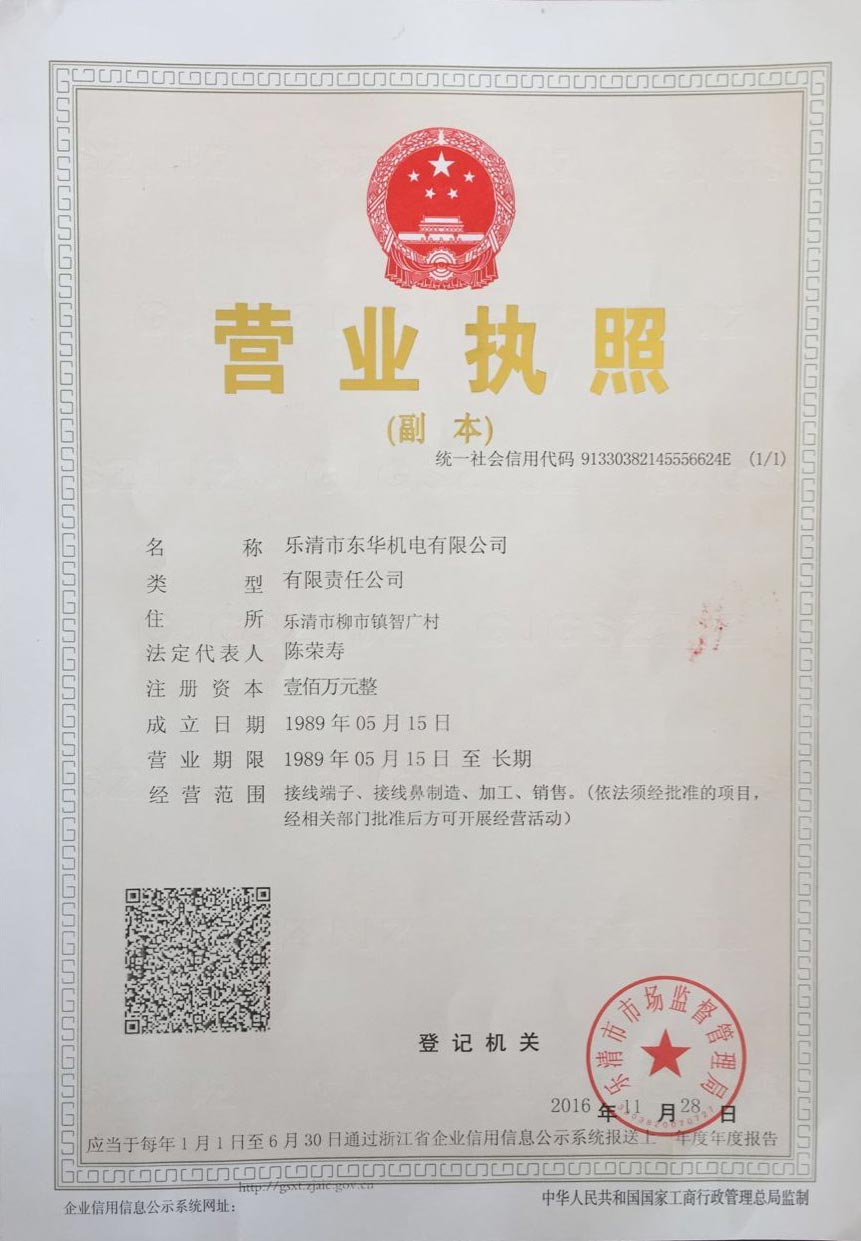 营业执照
(副 本)
统一社会信用代码 91330382145556624E (1/1)
名 称 乐清市东华机电有限公司
类 型 有限责任公司
住 所 乐清市柳市镇智广村
法定代表人 陈荣寿
注册资本 壹佰万元整
成立日期 1989年05月15日
营业期限 1989年05月15日 至 长期
经营范围 接线端子、接线鼻制造、加工、销售。(依法须经批准的项目,
经相关部门批准后方可开展经营活动)
乐清市市场监督管理局
登记机关
2016 年 11 月 28 日
应当于每年1月1日至6月30日通过浙江省企业信用信息公示系统报送上一年度年度报告
http://gsxt.zjaic.gov.cn
企业信用信息公示系统网址:
中华人民共和国国家工商行政管理总局监制